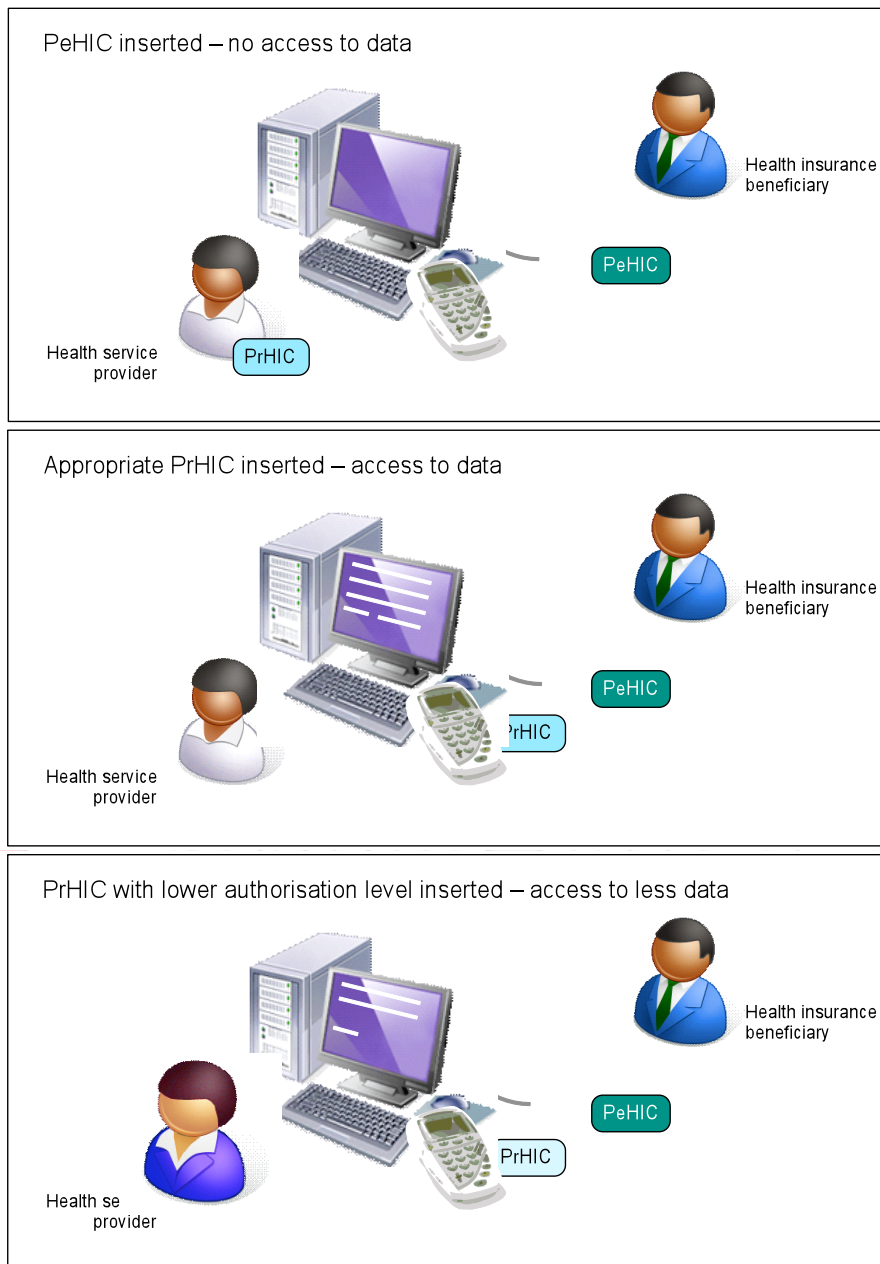 PeHIC inserted – no access to data
Health insurance
beneficiary
PeHIC
PrHIC
Health service
provider
Appropriate PrHIC inserted – access to data
Health insurance
beneficiary
PeHIC
PrHIC
Health service
provider
PrHIC with lower authorisation level inserted – access to less data
Health insurance
beneficiary
PeHIC
PrHIC
Health se
provider